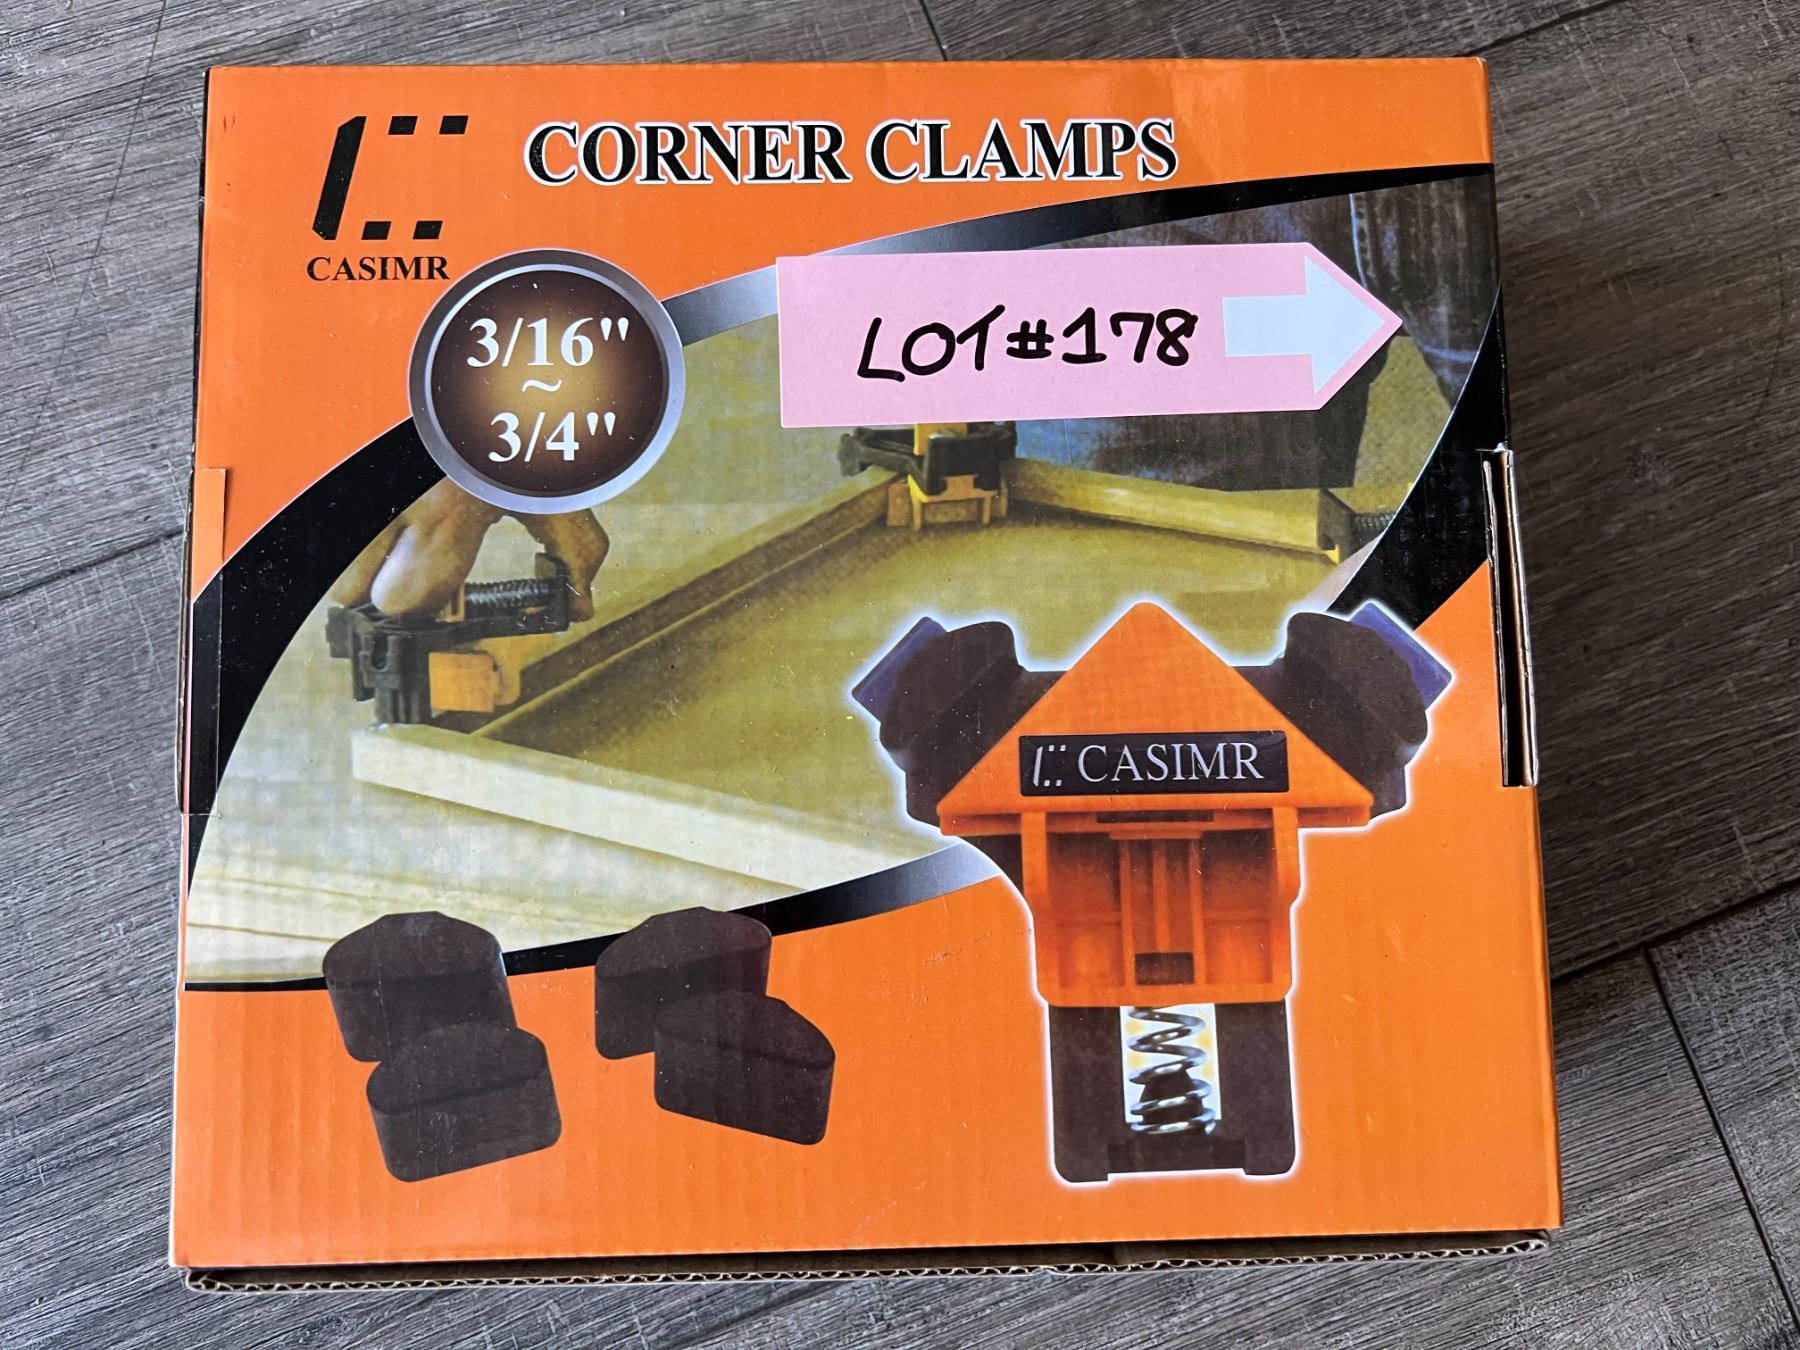 CORNER CLAMPS
CASIMR
3/16"
~
3/4"
LOT #178
CASIMR